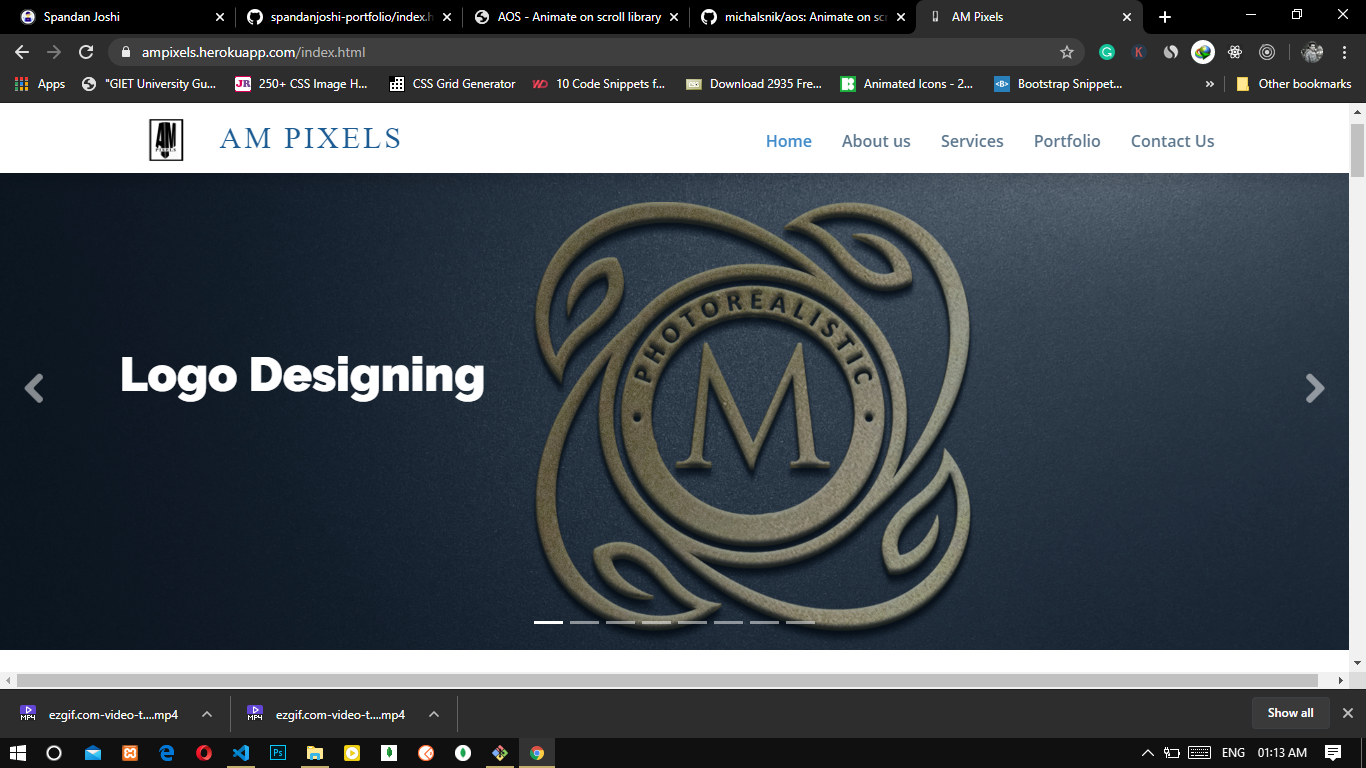 Spandan Joshi
spandanjoshi-portfolio/index.h
AOS - Animate on scroll library
michalsnik/aos: Animate on scr
AM Pixels
ampixels.herokuapp.com/index.html
Apps
"GIET University Gu...
250+ CSS Image H...
CSS Grid Generator
10 Code Snippets f...
Download 2935 Fre...
Animated Icons - 2...
Bootstrap Snippet...
»
Other bookmarks
AM
PIXELS
AM PIXELS
Home
About us
Services
Portfolio
Contact Us
PHOTOREALISTIC
M
Logo Designing
ezgif.com-video-t....mp4
ezgif.com-video-t....mp4
Show all
ENG
01:13 AM